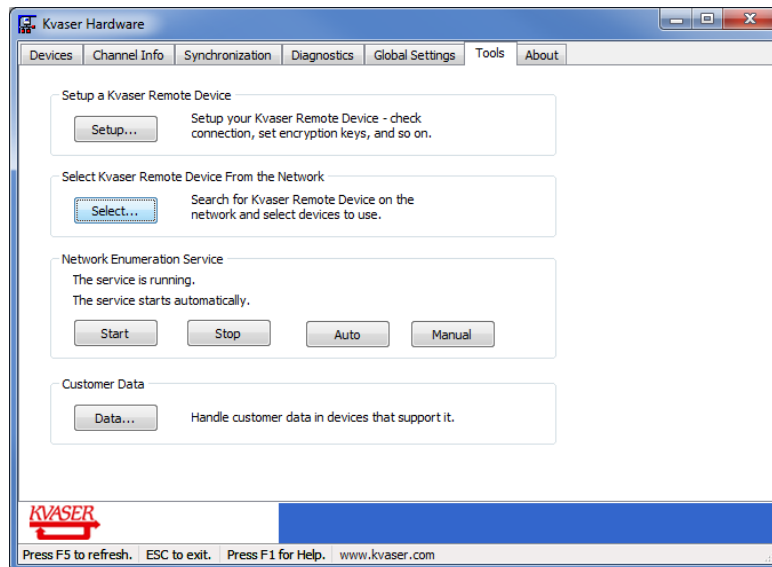 Kvaser Hardware
Devices Channel Info Synchronization Diagnostics Global Settings Tools About
Setup a Kvaser Remote Device
Setup...
Setup your Kvaser Remote Device - check
connection, set encryption keys, and so on.
Select Kvaser Remote Device From the Network
Select...
Search for Kvaser Remote Device on the
network and select devices to use.
Network Enumeration Service
The service is running.
The service starts automatically.
Start Stop Auto Manual
Customer Data
Data... Handle customer data in devices that support it.
KVASER
Press F5 to refresh. ESC to exit. Press F1 for Help. www.kvaser.com